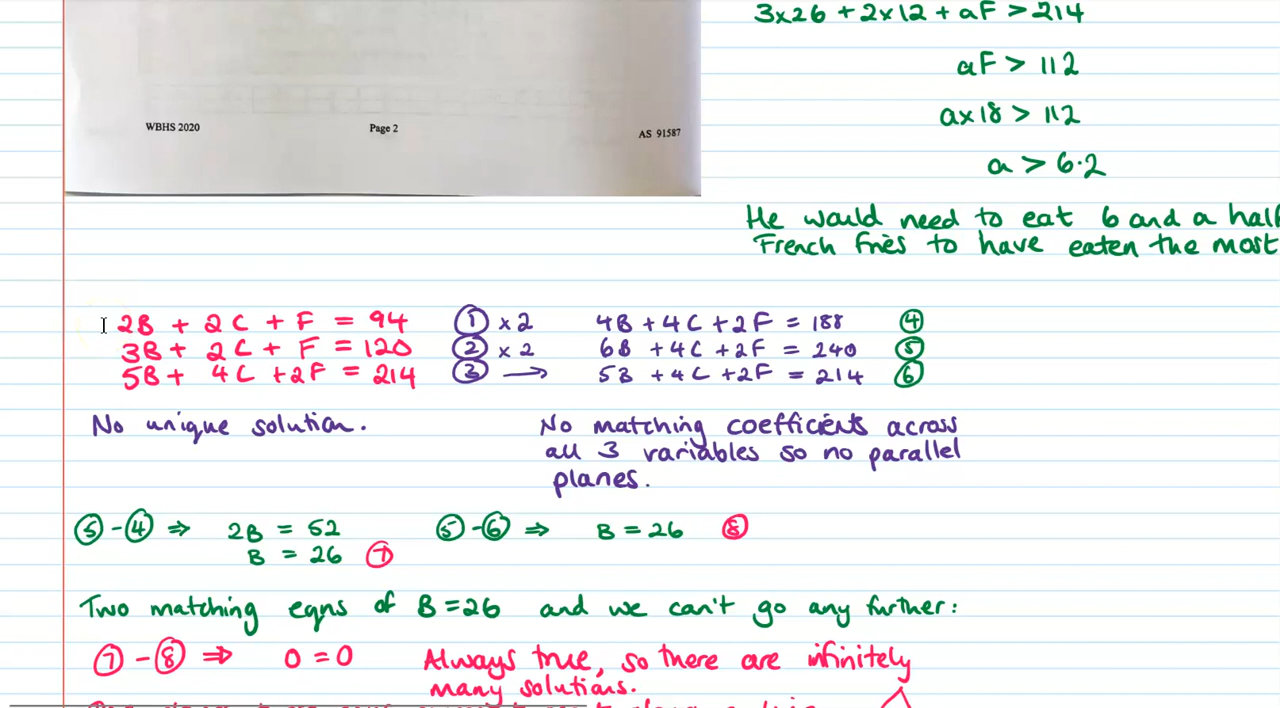 3x26 + 2x12 + aF > 214
aF > 112
ax18 > 112
a > 6.2
WBHS 2020 Page 2 AS 91587
He would need to eat 6 and a half
French fries to have eaten the most
2B + 2C + F = 94 ① x 2 4B + 4C + 2F = 188 ④
3B + 2C + F = 120 ② x 2 6B + 4C + 2F = 240 ⑤
5B + 4C + 2F = 214 ③ → 5B + 4C + 2F = 214 ⑥
No unique solution.
No matching coefficients across
all 3 variables so no parallel
planes.
⑤ - ④ ⇒ 2B = 52 ⑤ - ⑥ ⇒ B = 26 ⑧
B = 26 ⑦
Two matching eqns of B = 26 and we can't go any further:
⑦ - ⑧ ⇒ 0 = 0 Always true, so there are infinitely
many solutions.